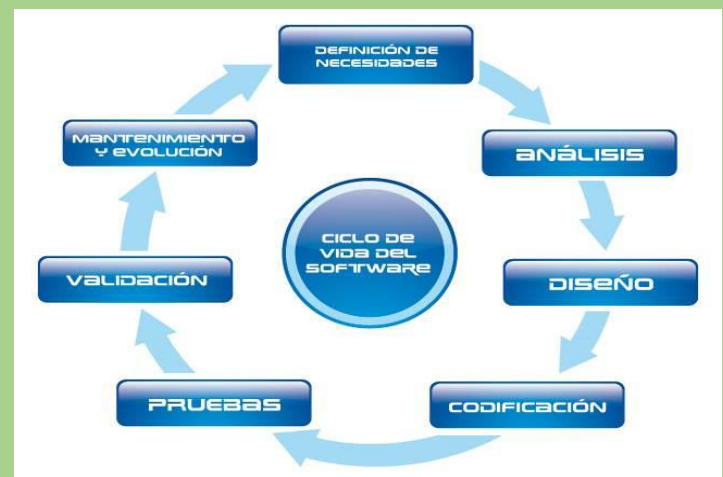 DEFINICIÓN DE
NECESIDADES
ANÁLISIS
DISEÑO
CODIFICACIÓN
PRUEBAS
VALIDACIÓN
MANTENIMIENTO
Y EVOLUCIÓN
CICLO DE
VIDA DEL
SOFTWARE